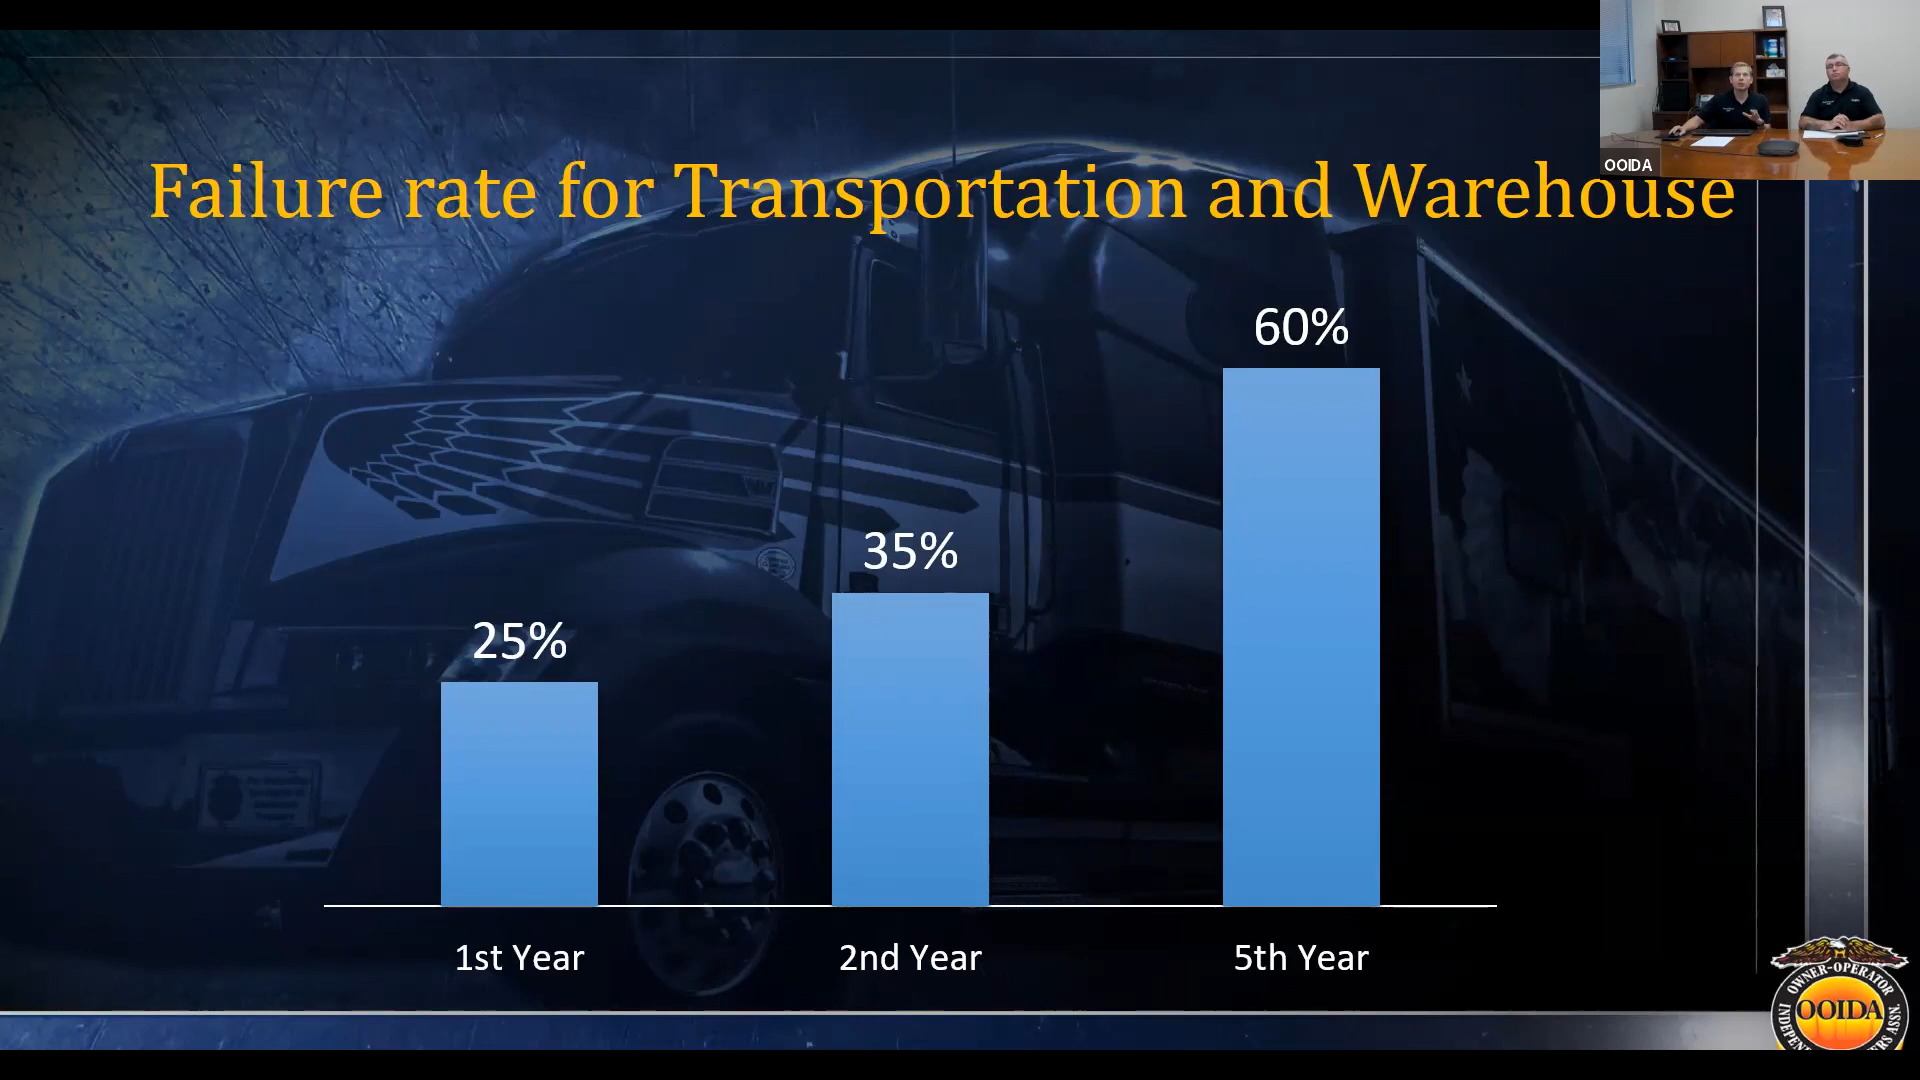 OOIDA
Failure rate for Transportation and Warehouse
60%
35%
25%
1st Year
2nd Year
5th Year
OWNER-OPERATOR
OOIDA
ASSN.